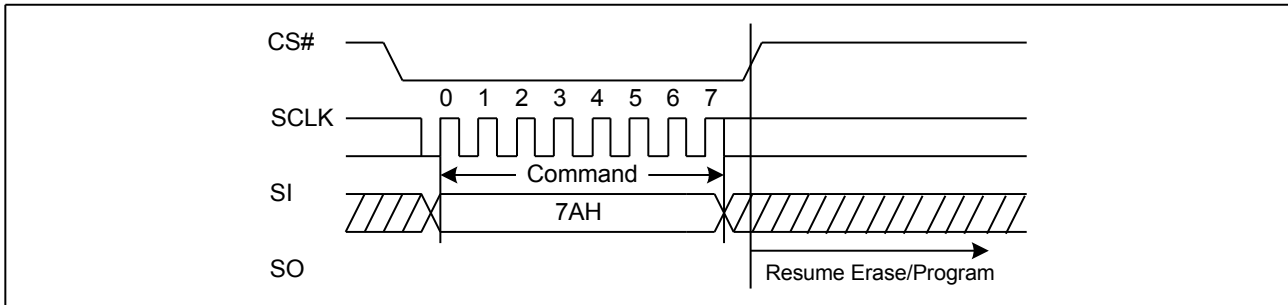 CS#
0 1 2 3 4 5 6 7
SCLK
Command
SI
7AH
SO
Resume Erase/Program